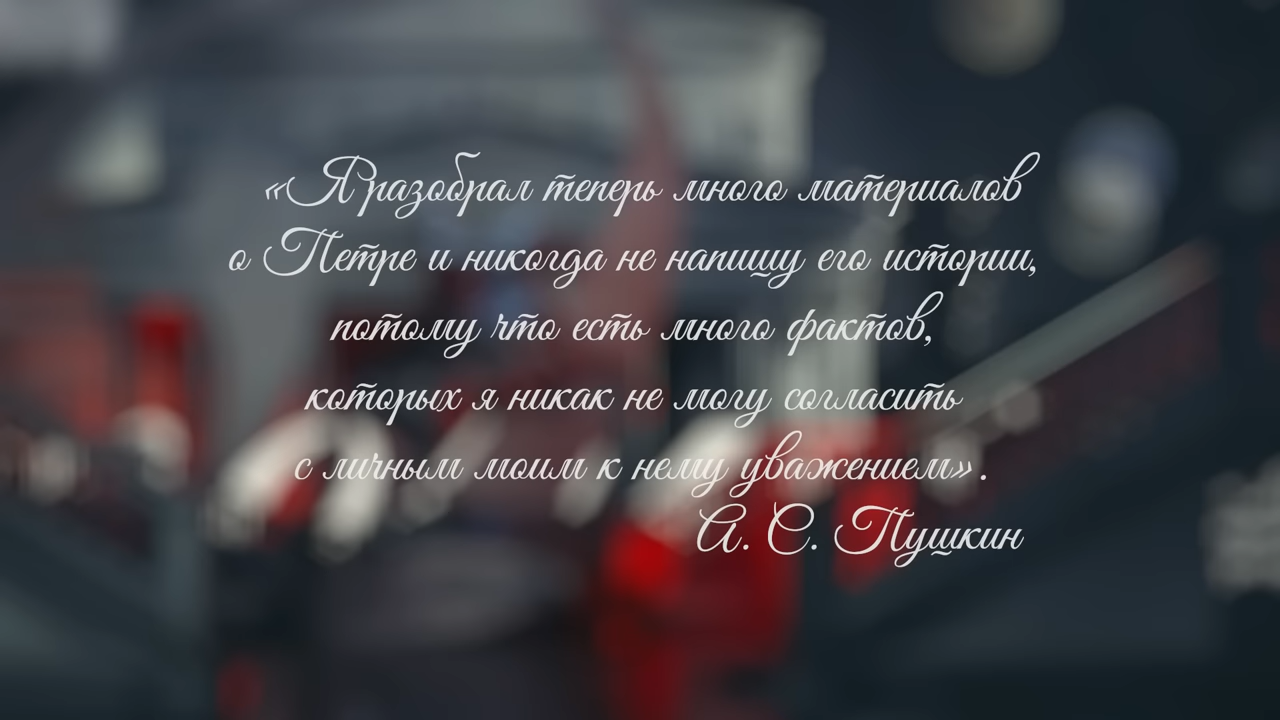 «Я разобрал теперь много материалов
о Петре и никогда не напишу его истории,
потому что есть много фактов,
которых я никак не могу согласить
с личным моим к нему уважением».
А. С. Пушкин